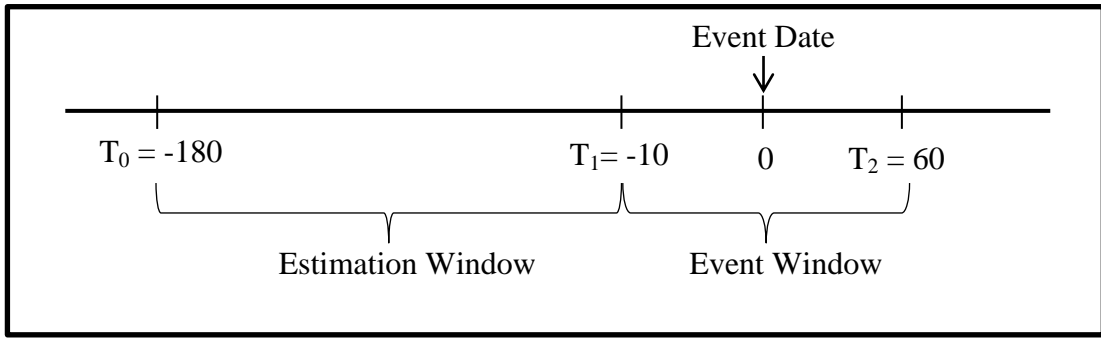 Event Date
T₀ = -180 T₁= -10 0 T₂ = 60
Estimation Window Event Window